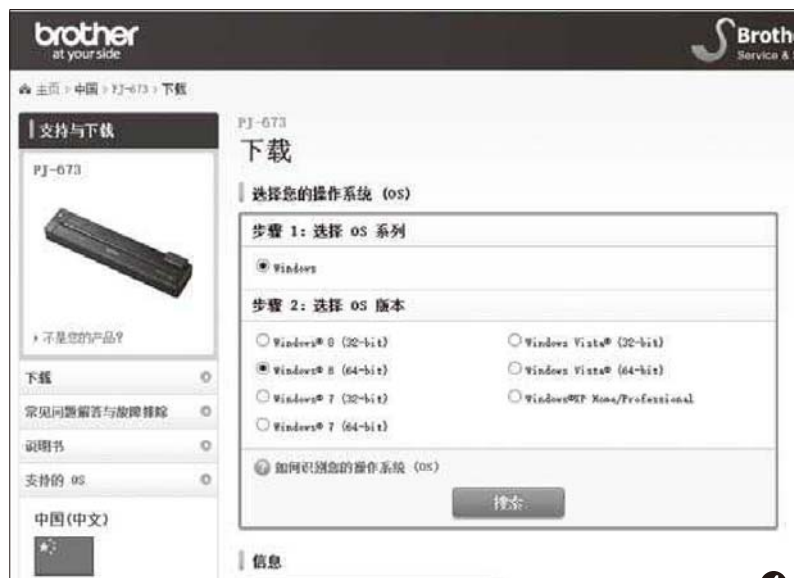 brother
at your side
Broth
Service &
主页 > 中国 > PJ-673 > 下载
支持与下载
PJ-673
不是您的产品?
下载
常见问题解答与故障排除
说明书
支持的 OS
中国(中文)
PJ-673
下载
选择您的操作系统 (OS)
步骤 1: 选择 OS 系列
Windows
步骤 2: 选择 OS 版本
Windows® 8 (32-bit)
Windows Vista® (32-bit)
Windows® 8 (64-bit)
Windows Vista® (64-bit)
Windows® 7 (32-bit)
Windows®XP Home/Professional
Windows® 7 (64-bit)
如何识别您的操作系统 (OS)
搜索
信息